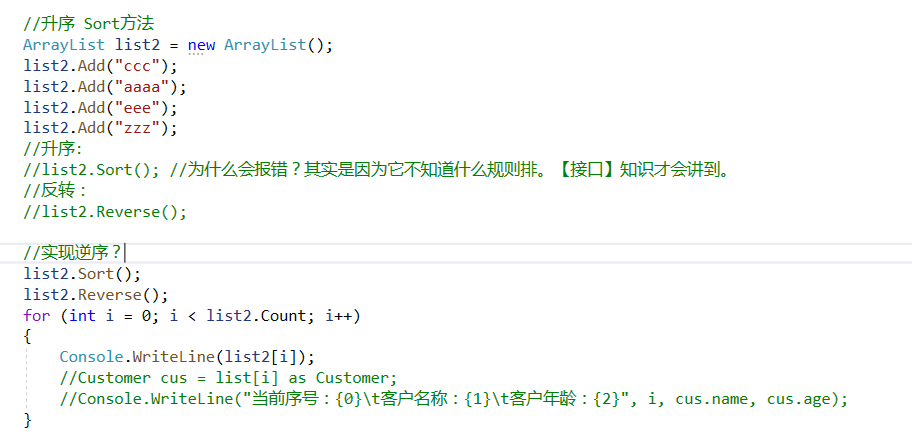 //升序 Sort方法
ArrayList list2 = new ArrayList();
list2.Add("ccc");
list2.Add("aaaa");
list2.Add("eee");
list2.Add("zzz");
//升序:
//list2.Sort(); //为什么会报错？其实是因为它不知道什么规则排。【接口】知识才会讲到。
//反转：
//list2.Reverse();
//实现逆序？
list2.Sort();
list2.Reverse();
for (int i = 0; i < list2.Count; i++)
{
Console.WriteLine(list2[i]);
//Customer cus = list[i] as Customer;
//Console.WriteLine("当前序号：{0}\t客户名称：{1}\t客户年龄：{2}", i, cus.name, cus.age);
}